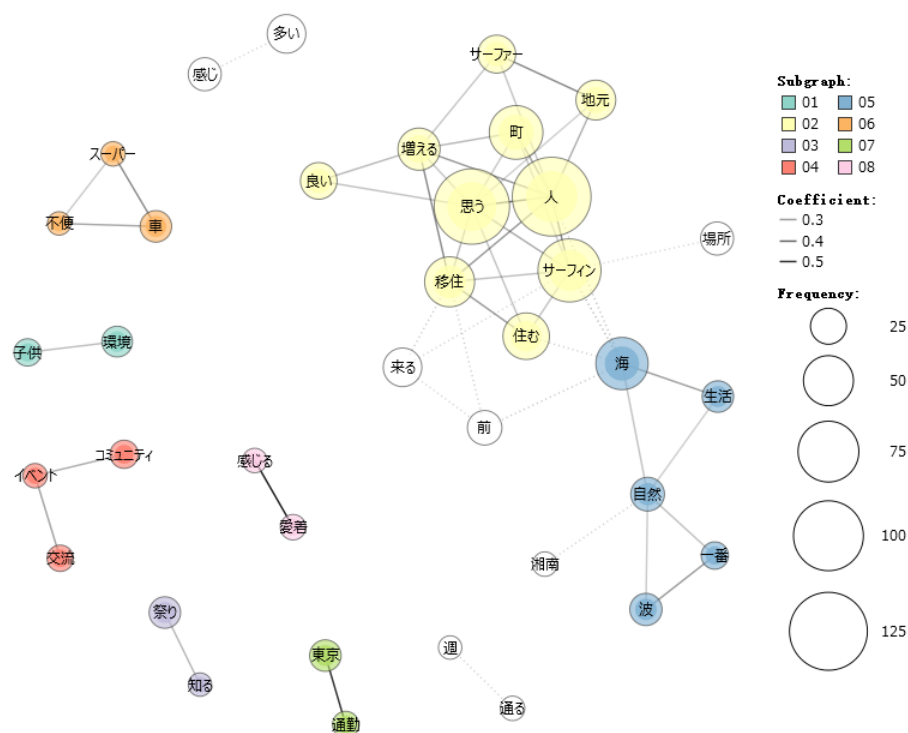 多い
感じ
サーファー
地元
町
増える
スーパー
良い
人
思う
不便
車
場所
サーフィン
移住
住む
環境
子供
来る
海
生活
前
コミュニティ
感じる
イベント
自然
愛着
交流
湘南
一番
波
祭り
週
東京
知る
通る
通勤
Subgraph:
01 05
02 06
03 07
04 08
Coefficient:
0.3
0.4
0.5
Frequency:
25
50
75
100
125